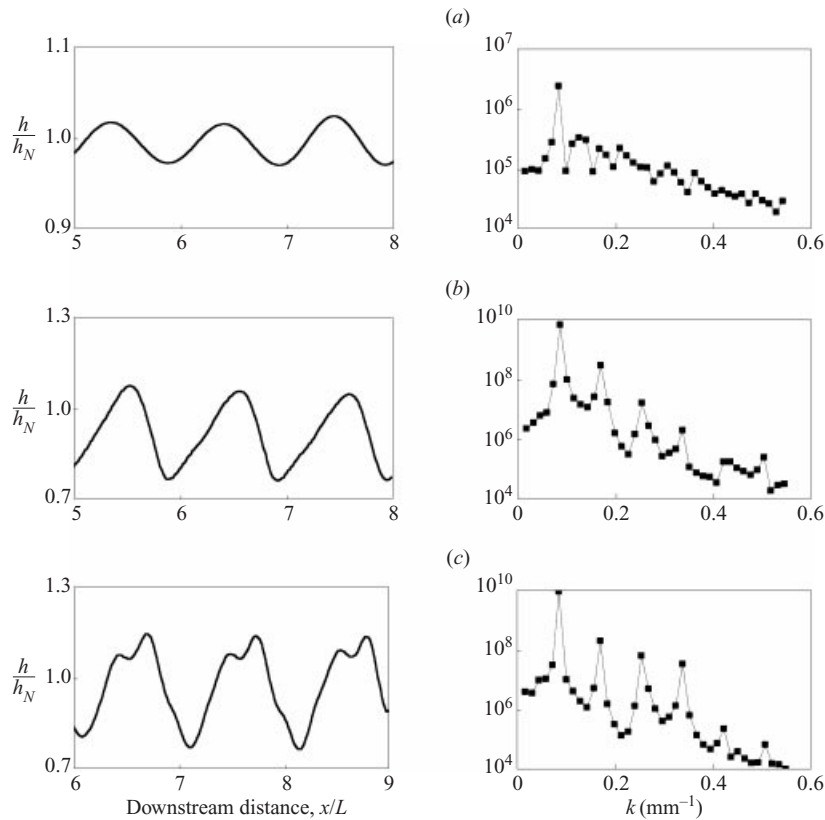 (a)
1.1
h
h_N
1.0
0.9
5 6 7 8
10^7
10^6
10^5
10^4
0 0.2 0.4 0.6
(b)
1.3
h
h_N
1.0
0.7
5 6 7 8
10^10
10^8
10^6
10^4
0 0.2 0.4 0.6
(c)
1.3
h
h_N
1.0
0.7
6 7 8 9
Downstream distance, x/L
10^10
10^8
10^6
10^4
0 0.2 0.4 0.6
k (mm^−1)